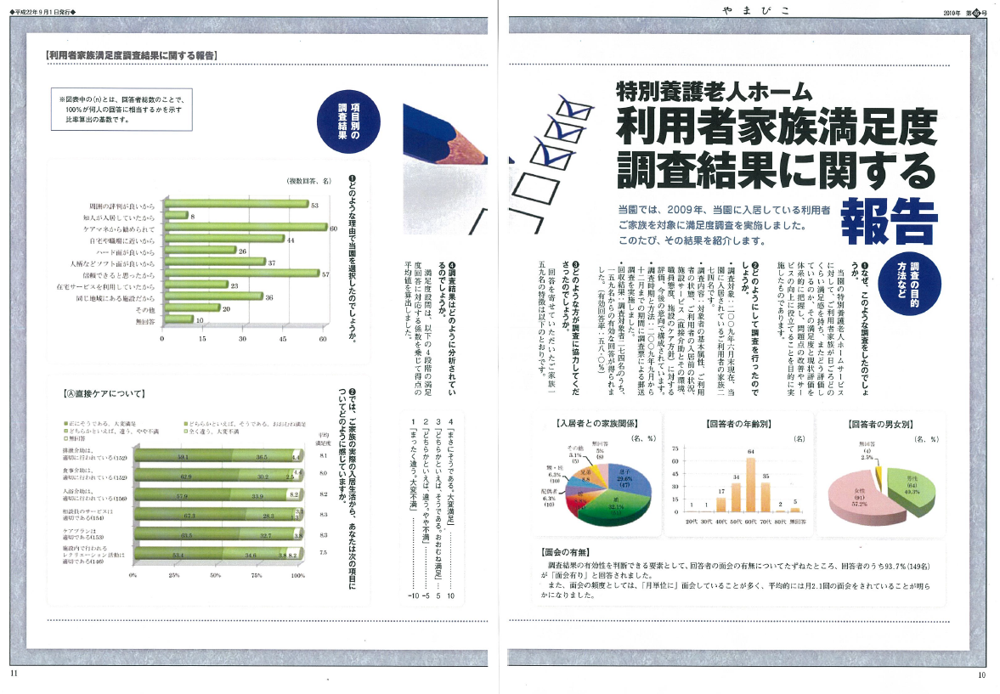 やまびこ
2010年 第
号
特別養護老人ホーム
利用者家族満足度
調査結果に関する
報告
当園では、2009年、当園に入居している利用者
ご家族を対象に満足度調査を実施しました。
このたび、その結果を紹介します。
調査の目的
方法など
❶なぜ、このような調査をしたのでしょ
うか。
当園の特別養護老人ホームサービス
に対して、ご利用者家族が日ごろどの
くらい満足感を持ち、またどう評価し
ているのか、その満足度と現状評価を
体系的に把握し、問題点の改善やサー
ビスの向上に役立てることを目的に実
施したものであります。
❷どのようにして調査を行ったので
しょうか。
・調査対象:二〇〇九年六月末現在、当
園に入居されているご利用者の家族二
七四名です。
・調査内容:対象者の基本属性、ご利用
者の状態、ご利用者の入居前の状況、
施設サービス(直接介助とその環境、
職員態度、施設のケア方針)に対する
評価、今後の意向で構成されています。
・調査時期と方法:二〇〇九年九月から
十二月までの期間に調査票による郵送
調査を実施しました。
・回収結果:調査対象者二七四名のうち、
一五九名からの有効な回答が得られま
した。(有効回答率:五八・〇%)
❸どのような方が調査に協力してくだ
さったのでしょうか。
回答を寄せていただいたご家族一
五九名の特徴は以下のとおりです。
【入居者との家族関係】
(名、%)
無回答
5%
(8)
その他
3.1%
(5)
兄弟
8.8
甥・姪
6.3%
(10)
配偶者
6.3%
(10)
息子
29.6%
(47)
娘
32.1%
(51)
【回答者の年齢別】
(名)
75
60
45
30
15
0
1
1
17
34
64
35
2
5
20代 30代 40代 50代 60代 70代 80代 無回答
【回答者の男女別】
(名、%)
無回答
(4)
2.5%
男性
(64)
40.3%
女性
(91)
57.2%
【面会の有無】
調査結果の有効性を判断できる要素として、回答者の面会の有無についてたずねたところ、回答者のうち93.7%(149名)
が「面会有り」と回答されました。
また、面会の頻度としては、「月単位に」面会していることが多く、平均的には月2.1回の面会をされていることが明ら
かになりました。
10
◆平成22年9月1日発行◆
【利用者家族満足度調査結果に関する報告】
❹調査結果はどのように分析されてい
るのでしょうか。
満足度設問は、以下の4段階の満足
度回答に対応する係数を乗じて得点の
平均値を算出しました。
4「まさにそうである。大変満足」………10
3「どちらかといえば、そうである。おおむね満足」5
2「どちらかといえば、違う。やや不満」………-5
1「まったく違う。大変不満」………-10
項目別の
調査結果
※図表中の(n)とは、回答者総数のことで、
100%が何人の回答に相当するかを示す
比率算出の基数です。
❶どのような理由で当園を選択したのでしょうか。
(複数回答、名)
周囲の評判が良いから 53
知人が入居していたから 8
ケアマネから勧められて 60
自宅や職場に近いから 44
ハード面が良いから 26
人柄などソフト面が良いから 37
信頼できると思ったから 57
在宅サービスを利用していたから 23
同じ地域にある施設だから 36
その他 20
無回答 10
0 15 30 45 60
❷では、ご家族の実際の入居生活から、あなたは次の項目に
ついてどのように感じていますか。
【Ⓐ直接ケアについて】
■正にそうである、大変満足
■どちらかといえば、そうである、おおむね満足
■どちらかといえば、違う、やや不満
■全く違う、大変不満
□無回答
平均
満足度
排泄介助は、
適切に行われている(152) 59.1 36.5 4.4 8.1
食事介助は、
適切に行われている(152) 62.9 30.2 2.5 4.4 8.0
入浴介助は、
適切に行われている(156) 57.9 33.9 8.2 8.2
相談員のサービスは
適切である(154) 67.3 28.3 1.3 3.1 8.3
ケアプランは
適切である(153) 63.5 32.7 3.8 8.3
施設内で行われる
レクリエーション活動は
適切である(146) 53.4 34.6 3.8 8.2 7.5
0% 25% 50% 75% 100%
11